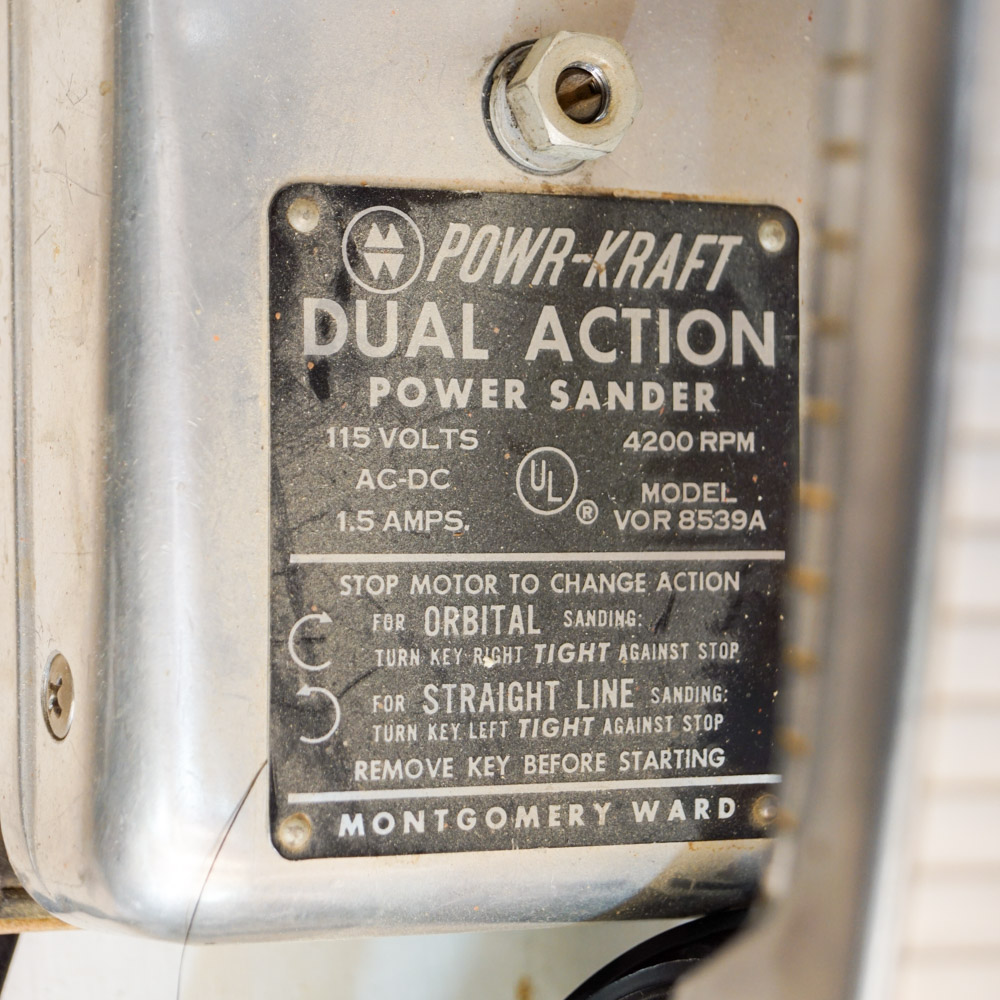 POWR-KRAFT
DUAL ACTION
POWER SANDER
115 VOLTS
AC-DC
1.5 AMPS.
UL ®
4200 RPM
MODEL
VOR 8539A
STOP MOTOR TO CHANGE ACTION
FOR ORBITAL SANDING:
TURN KEY RIGHT TIGHT AGAINST STOP
FOR STRAIGHT LINE SANDING:
TURN KEY LEFT TIGHT AGAINST STOP
REMOVE KEY BEFORE STARTING
MONTGOMERY WARD